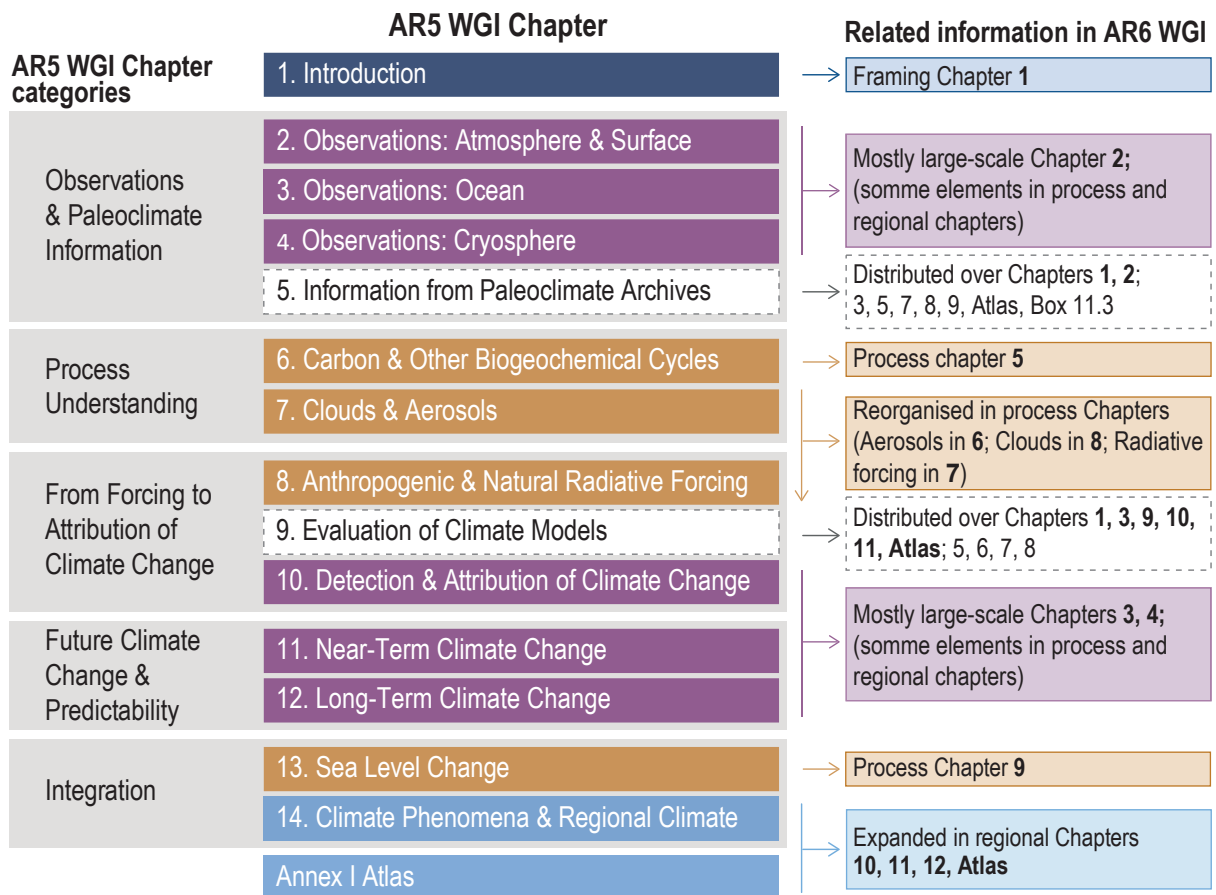 AR5 WGI Chapter
categories
AR5 WGI Chapter
Related information in AR6 WGI
1. Introduction
Framing Chapter 1
Observations
& Paleoclimate
Information
2. Observations: Atmosphere & Surface
3. Observations: Ocean
4. Observations: Cryosphere
5. Information from Paleoclimate Archives
Mostly large-scale Chapter 2;
(somme elements in process and
regional chapters)
Distributed over Chapters 1, 2;
3, 5, 7, 8, 9, Atlas, Box 11.3
Process
Understanding
6. Carbon & Other Biogeochemical Cycles
7. Clouds & Aerosols
Process chapter 5
Reorganised in process Chapters
(Aerosols in 6; Clouds in 8; Radiative
forcing in 7)
From Forcing to
Attribution of
Climate Change
8. Anthropogenic & Natural Radiative Forcing
9. Evaluation of Climate Models
10. Detection & Attribution of Climate Change
Distributed over Chapters 1, 3, 9, 10,
11, Atlas; 5, 6, 7, 8
Future Climate
Change &
Predictability
11. Near-Term Climate Change
12. Long-Term Climate Change
Mostly large-scale Chapters 3, 4;
(somme elements in process and
regional chapters)
Integration
13. Sea Level Change
14. Climate Phenomena & Regional Climate
Annex I Atlas
Process Chapter 9
Expanded in regional Chapters
10, 11, 12, Atlas